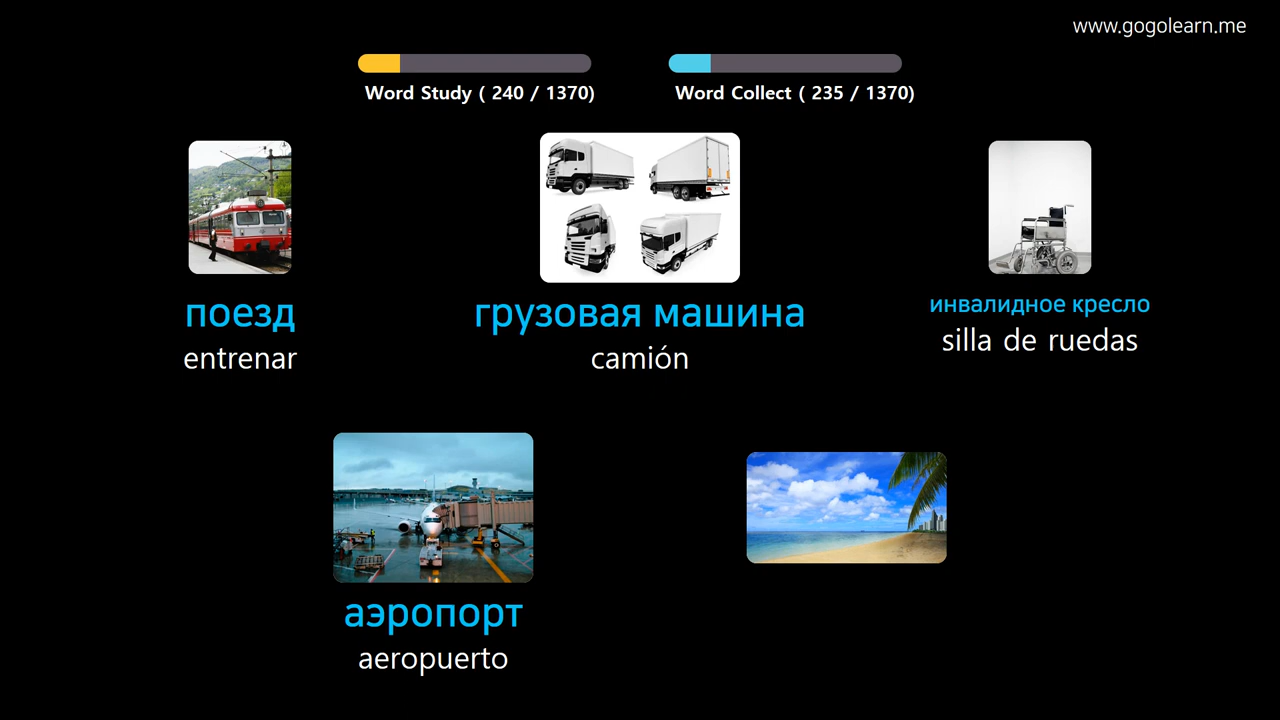 www.gogolearn.me
Word Study ( 240 / 1370)
Word Collect ( 235 / 1370)
поезд
entrenar
грузовая машина
camión
инвалидное кресло
silla de ruedas
аэропорт
aeropuerto